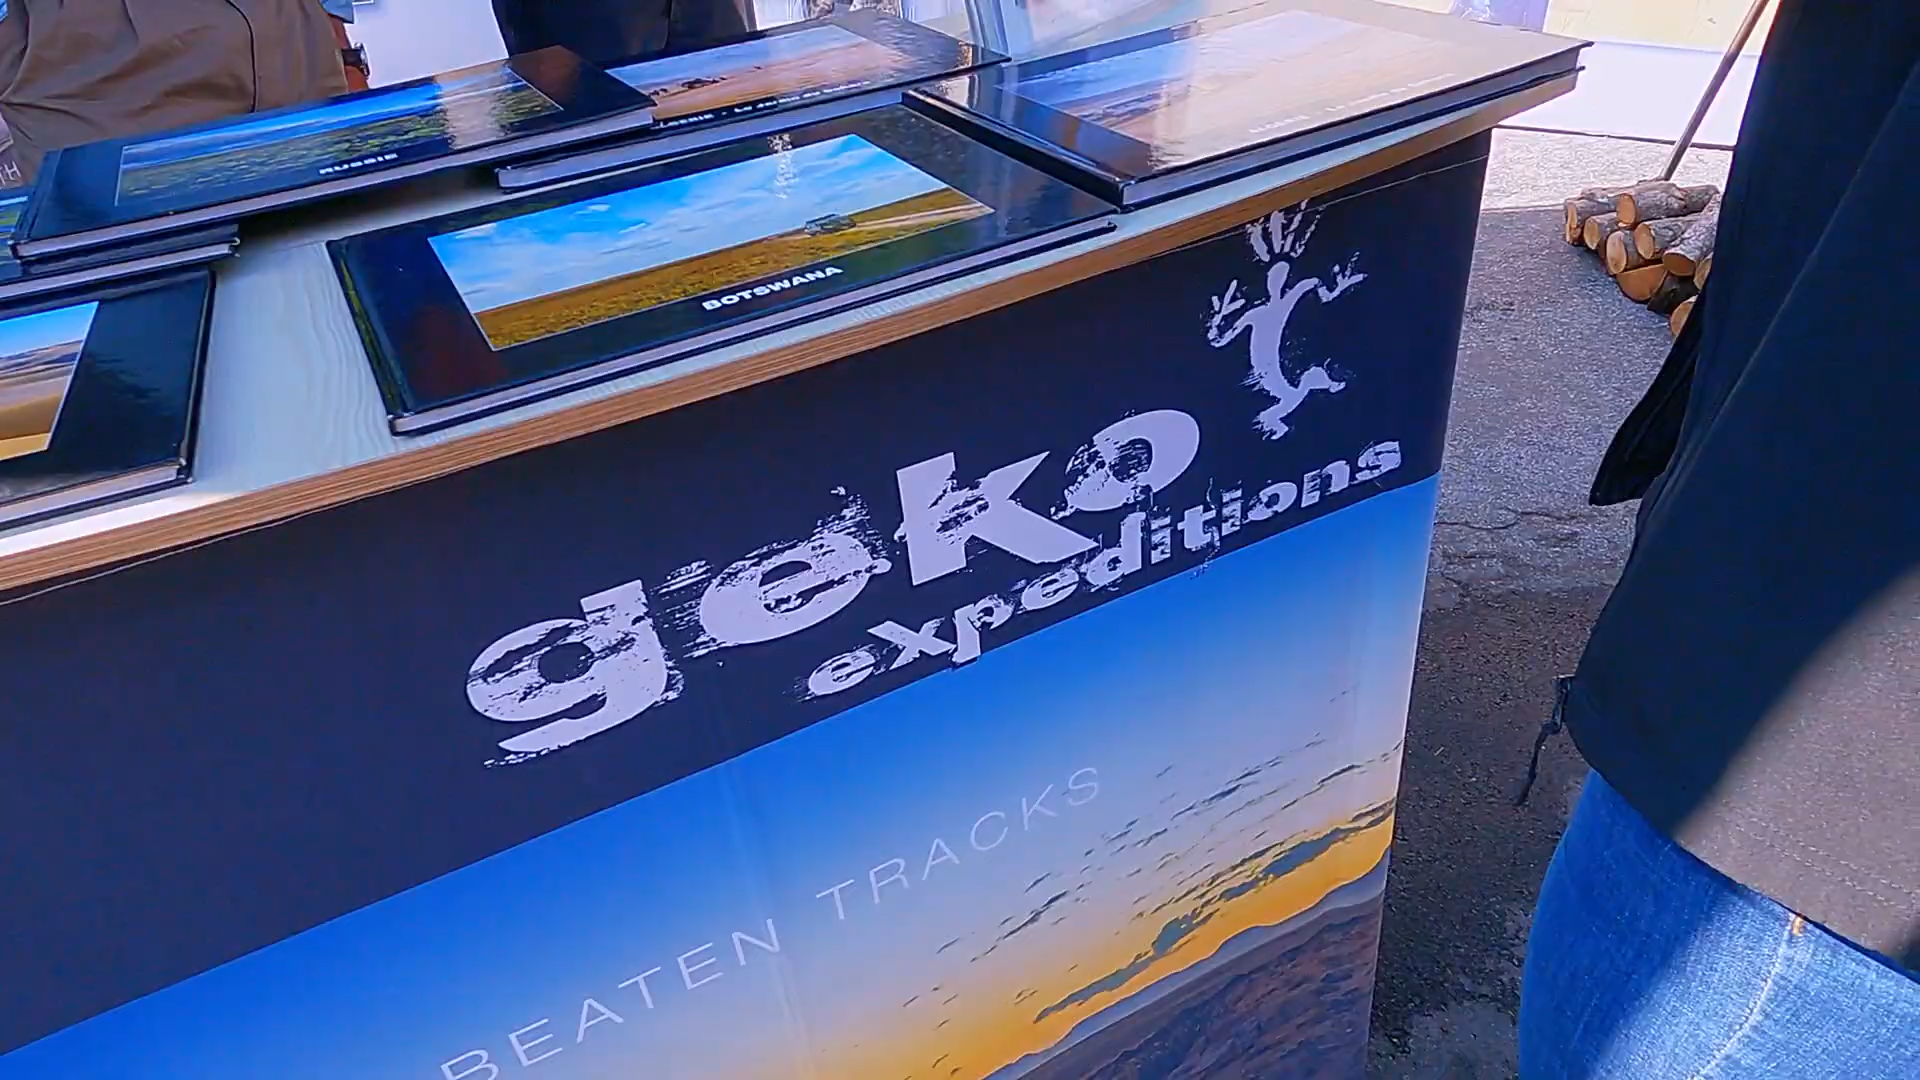 RUSSIE
BOTSWANA
geko
expeditions
BEATEN TRACKS